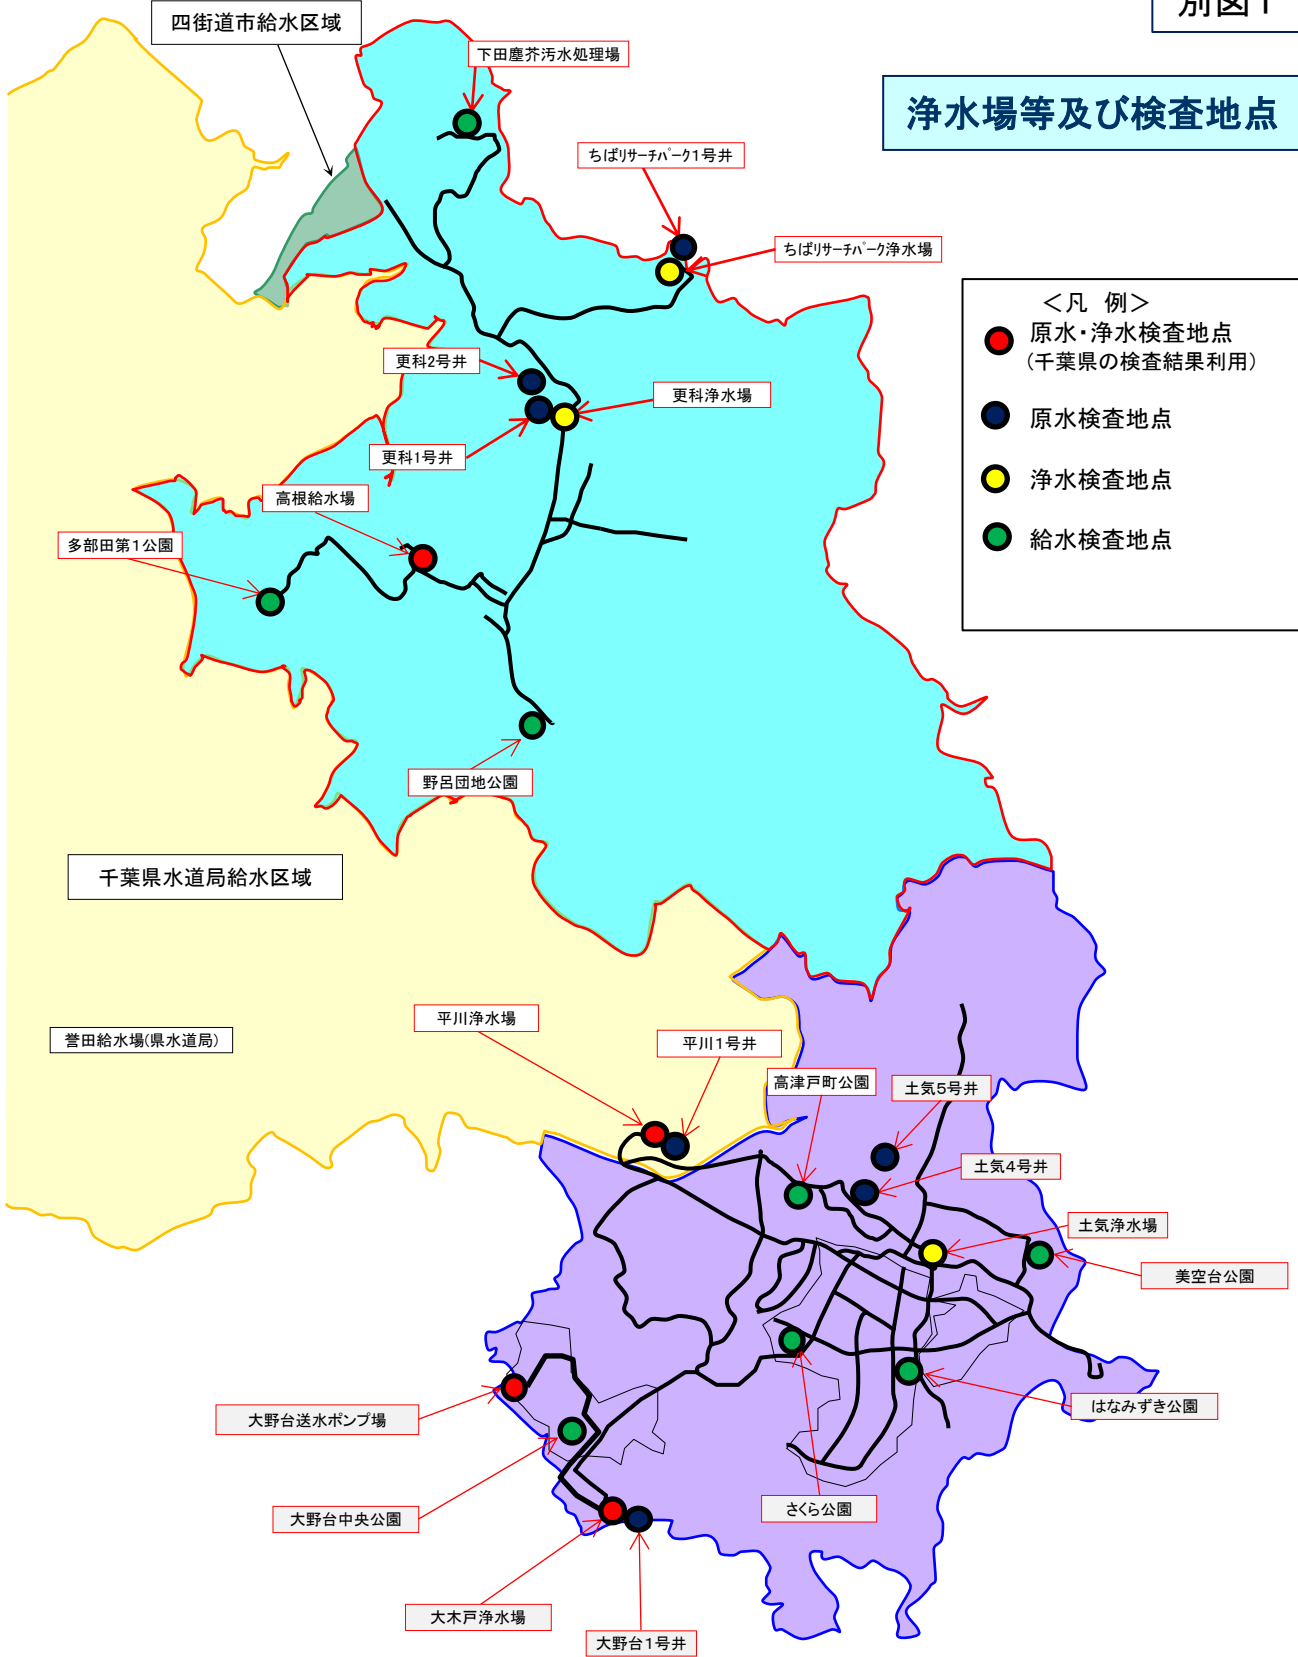 別図1
四街道市給水区域
下田塵芥汚水処理場
浄水場等及び検査地点
ちばリサーチパーク1号井
ちばリサーチパーク浄水場
＜凡 例＞
原水・浄水検査地点
（千葉県の検査結果利用）
原水検査地点
浄水検査地点
給水検査地点
更科2号井
更科浄水場
更科1号井
高根給水場
多部田第1公園
野呂団地公園
千葉県水道局給水区域
誉田給水場(県水道局)
平川浄水場
平川1号井
高津戸町公園
土気5号井
土気4号井
土気浄水場
美空台公園
はなみずき公園
大野台送水ポンプ場
さくら公園
大野台中央公園
大木戸浄水場
大野台1号井